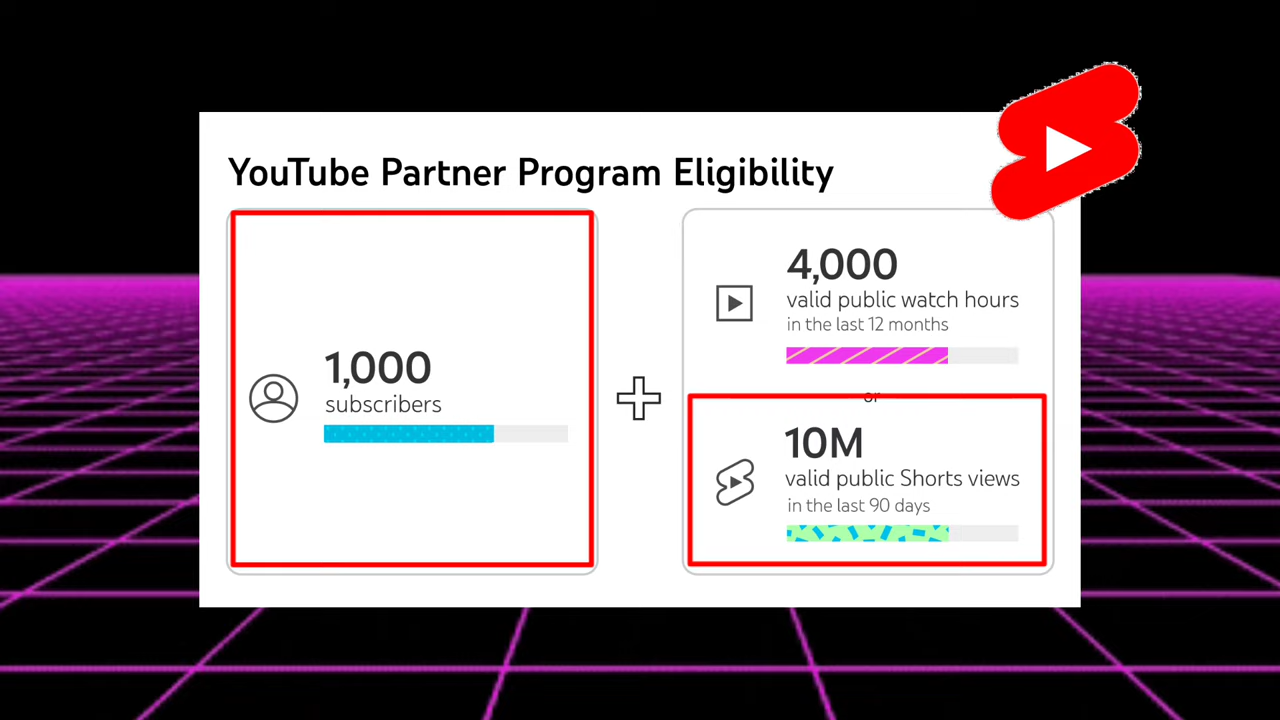 YouTube Partner Program Eligibility
1,000
subscribers
4,000
valid public watch hours
in the last 12 months
or
10M
valid public Shorts views
in the last 90 days